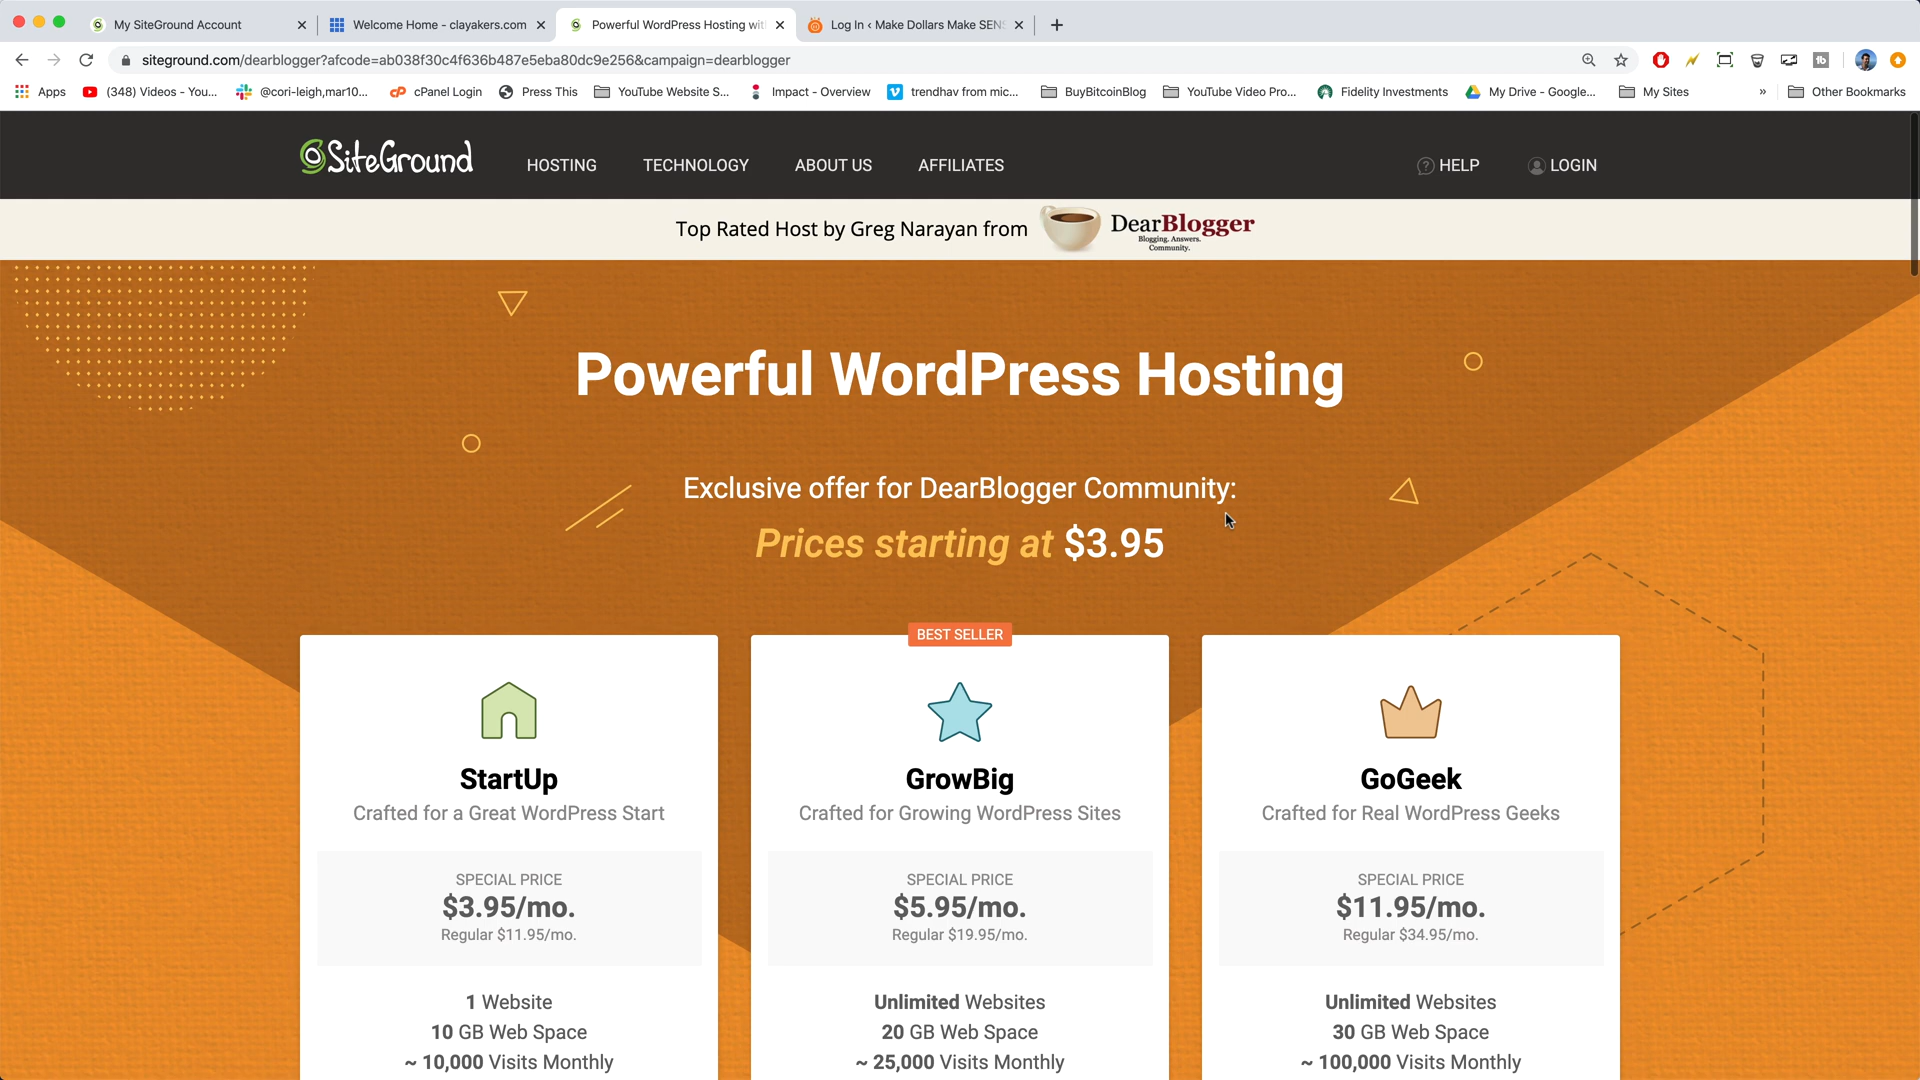 My SiteGround Account
Welcome Home - clayakers.com
Powerful WordPress Hosting wit
Log In ‹ Make Dollars Make SENS
siteground.com/dearblogger?afcode=ab038f30c4f636b487e5eba80dc9e256&campaign=dearblogger
Apps
(348) Videos - You...
@cori-leigh,mar10...
cPanel Login
Press This
YouTube Website S...
Impact - Overview
trendhav from mic...
BuyBitcoinBlog
YouTube Video Pro...
Fidelity Investments
My Drive - Google...
My Sites
»
Other Bookmarks
SiteGround
HOSTING
TECHNOLOGY
ABOUT US
AFFILIATES
HELP
LOGIN
Top Rated Host by Greg Narayan from
DearBlogger
Blogging. Answers.
Community.
Powerful WordPress Hosting
Exclusive offer for DearBlogger Community:
Prices starting at $3.95
BEST SELLER
StartUp
Crafted for a Great WordPress Start
SPECIAL PRICE
$3.95/mo.
Regular $11.95/mo.
1 Website
10 GB Web Space
~ 10,000 Visits Monthly
GrowBig
Crafted for Growing WordPress Sites
SPECIAL PRICE
$5.95/mo.
Regular $19.95/mo.
Unlimited Websites
20 GB Web Space
~ 25,000 Visits Monthly
GoGeek
Crafted for Real WordPress Geeks
SPECIAL PRICE
$11.95/mo.
Regular $34.95/mo.
Unlimited Websites
30 GB Web Space
~ 100,000 Visits Monthly